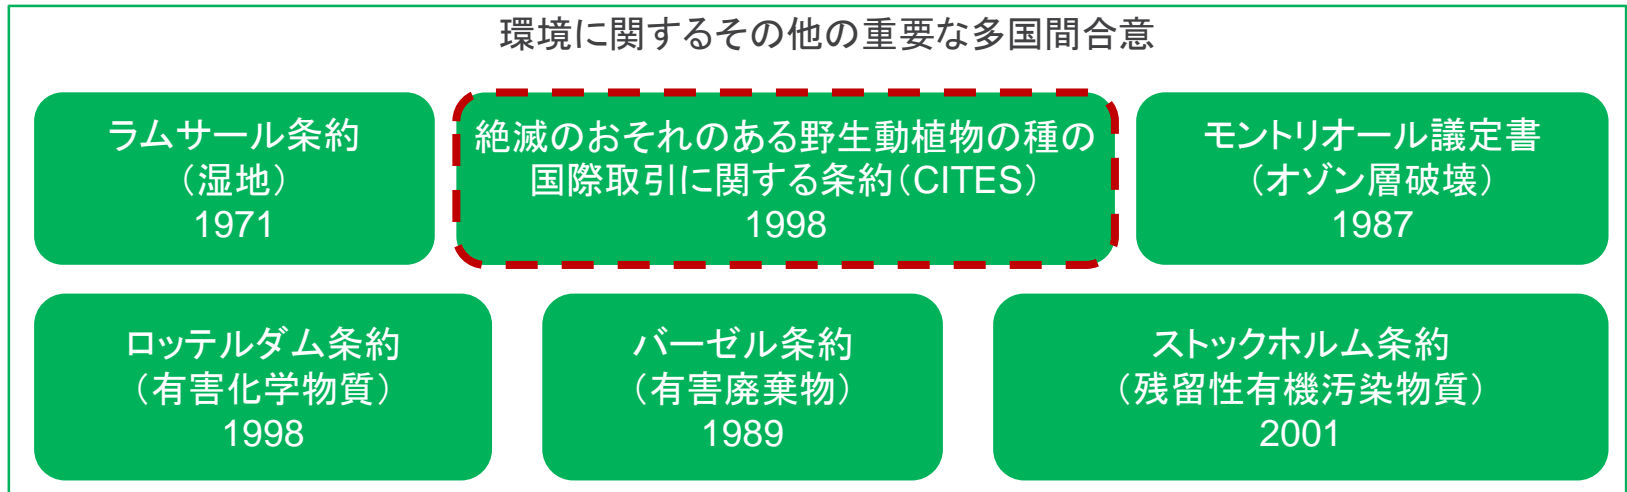 環境に関するその他の重要な多国間合意
ラムサール条約
（湿地）
1971
絶滅のおそれのある野生動植物の種の
国際取引に関する条約（CITES）
1998
モントリオール議定書
（オゾン層破壊）
1987
ロッテルダム条約
（有害化学物質）
1998
バーゼル条約
（有害廃棄物）
1989
ストックホルム条約
（残留性有機汚染物質）
2001